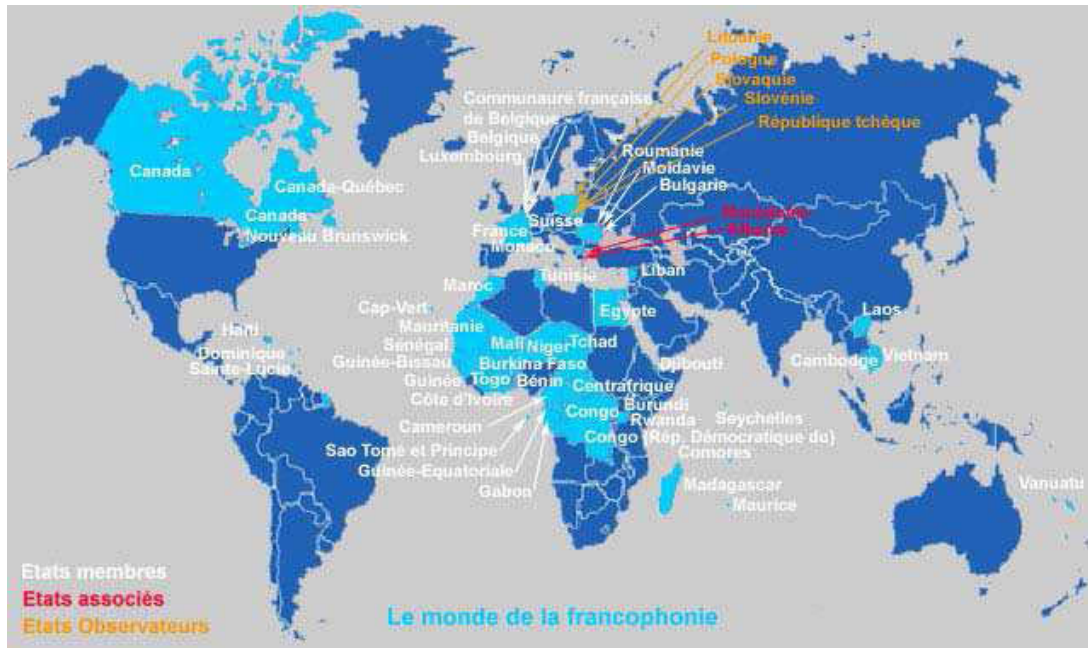 Lituanie
Pologne
Slovaquie
Slovénie
République tchèque
Communauré française
de Belgique
Belgique
Luxembourg
Roumanie
Moldavie
Bulgarie
Canada
Canada-Québec
Canada
Nouveau Brunswick
Suisse
France
Monaco
Albanie
Tunisie
Liban
Maroc
Cap-Vert
Egypte
Laos
Mauritanie
Haïti
Sénégal
Mali
Niger
Tchad
Dominique
Sainte-Lucie
Guinée-Bissau
Burkina Faso
Djibouti
Cambodge
Vietnam
Guinée
Togo
Bénin
Centrafrique
Côte d'Ivoire
Congo
Burundi
Rwanda
Seychelles
Cameroun
Congo (Rép. Démocratique du)
Sao Tomé et Principe
Comores
Guinée-Equatoriale
Gabon
Madagascar
Maurice
Vanuatu
Etats membres
Etats associés
Etats Observateurs
Le monde de la francophonie